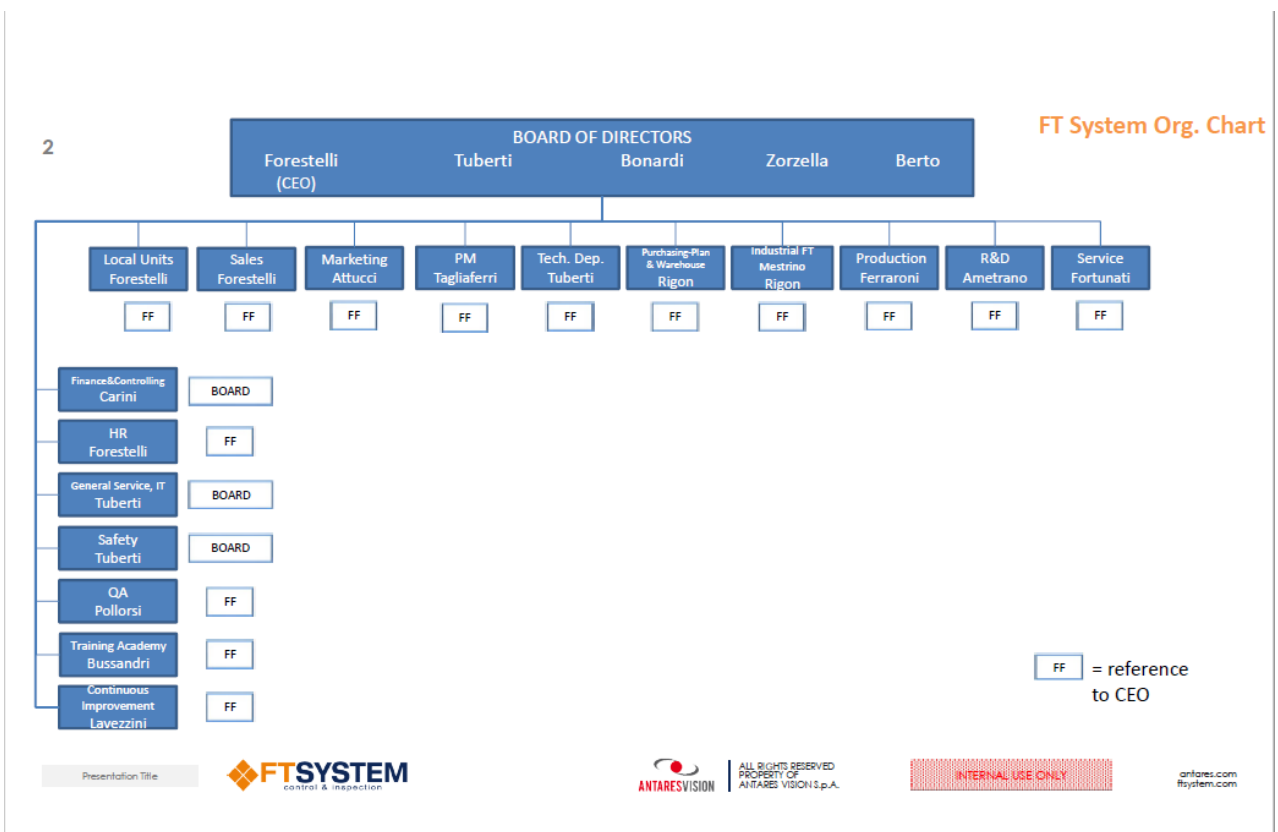 FT System Org. Chart
2
BOARD OF DIRECTORS
Forestelli Tuberti Bonardi Zorzella Berto
(CEO)
Local Units
Forestelli
Sales
Forestelli
Marketing
Attucci
PM
Tagliaferri
Tech. Dep.
Tuberti
Purchasing-Plan
& Warehouse
Rigon
Industrial FT
Mestrino
Rigon
Production
Ferraroni
R&D
Ametrano
Service
Fortunati
FF FF FF FF FF FF FF FF FF FF
Finance&Controlling
Carini
BOARD
HR
Forestelli
FF
General Service, IT
Tuberti
BOARD
Safety
Tuberti
BOARD
QA
Pollorsi
FF
Training Academy
Bussandri
FF
Continuous
Improvement
Lavezzini
FF
FF = reference
to CEO
Presentation Title
FTSYSTEM
control & inspection
ANTARESVISION
ALL RIGHTS RESERVED
PROPERTY OF
ANTARES VISION S.p.A.
INTERNAL USE ONLY
antares.com
ftsystem.com